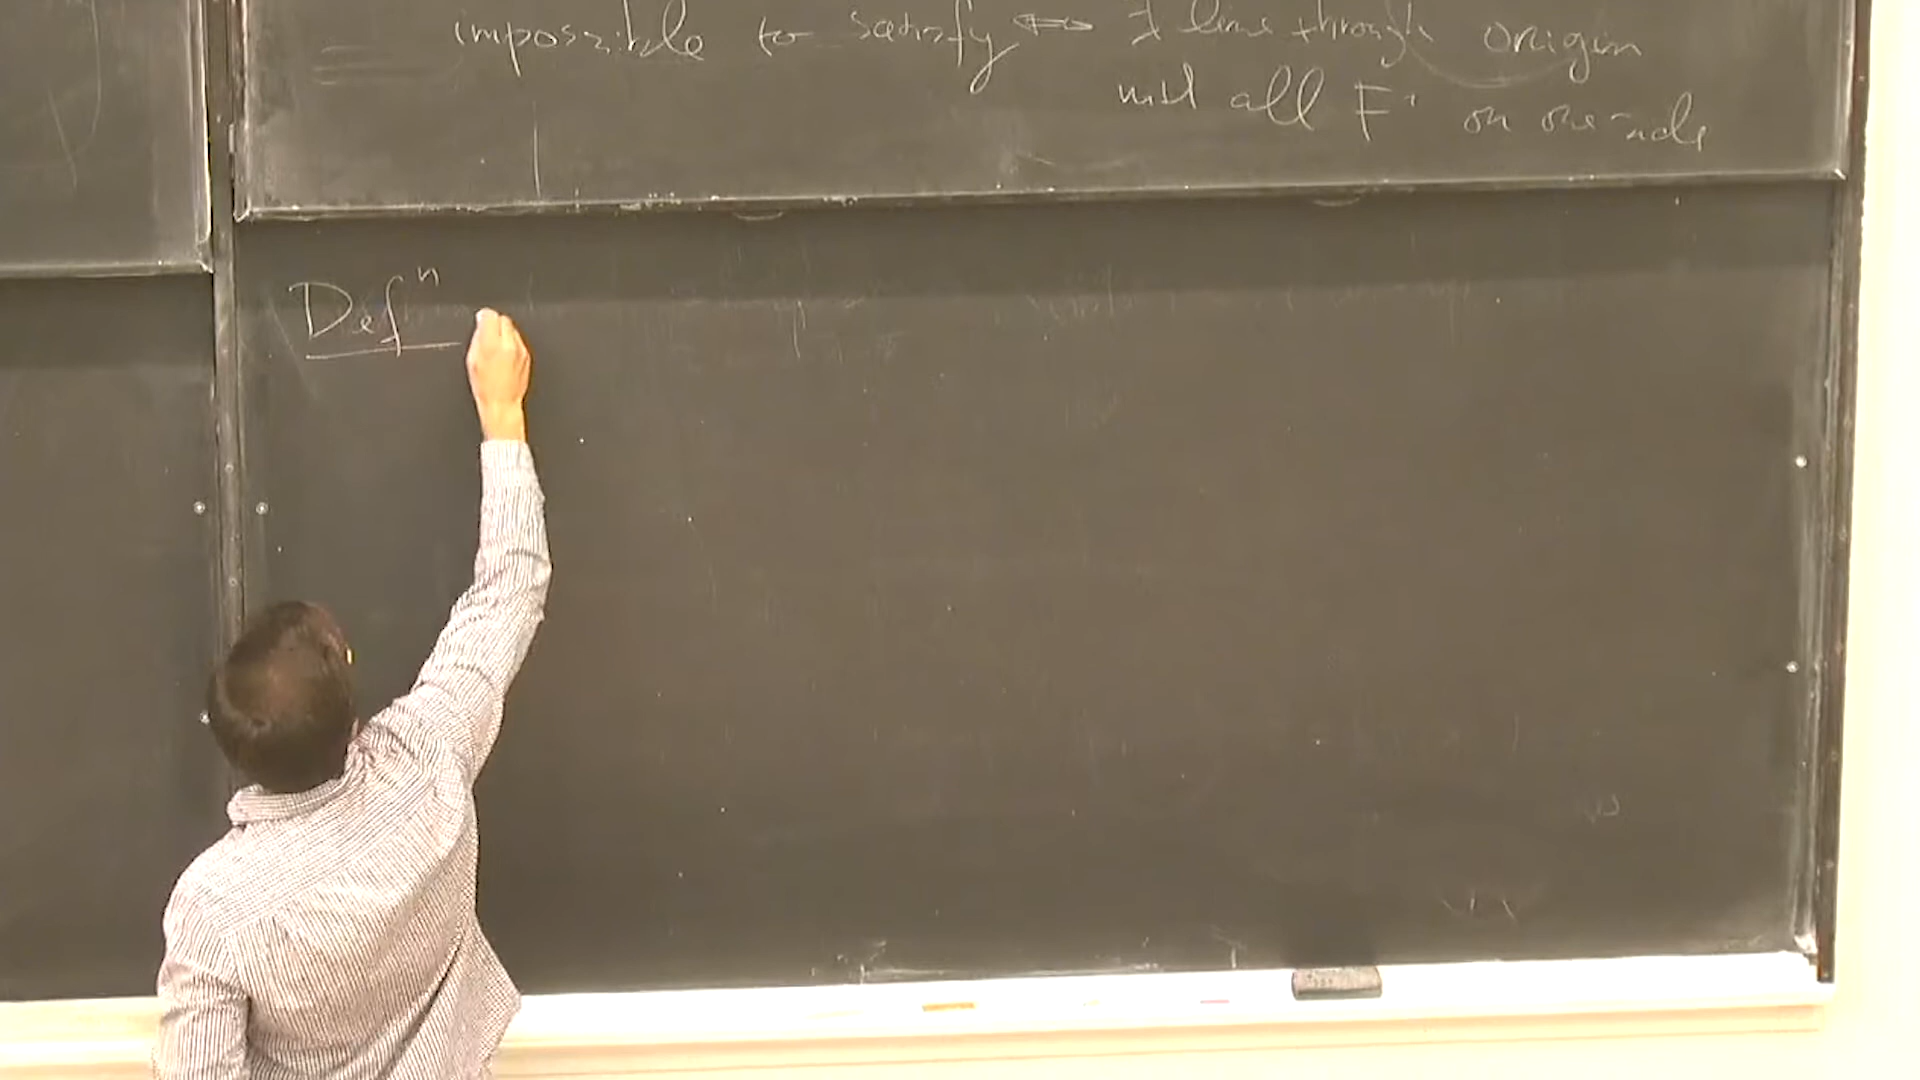 impossible to satisfy ⟺ ∃ line through origin
with all F' on one side
Defⁿ